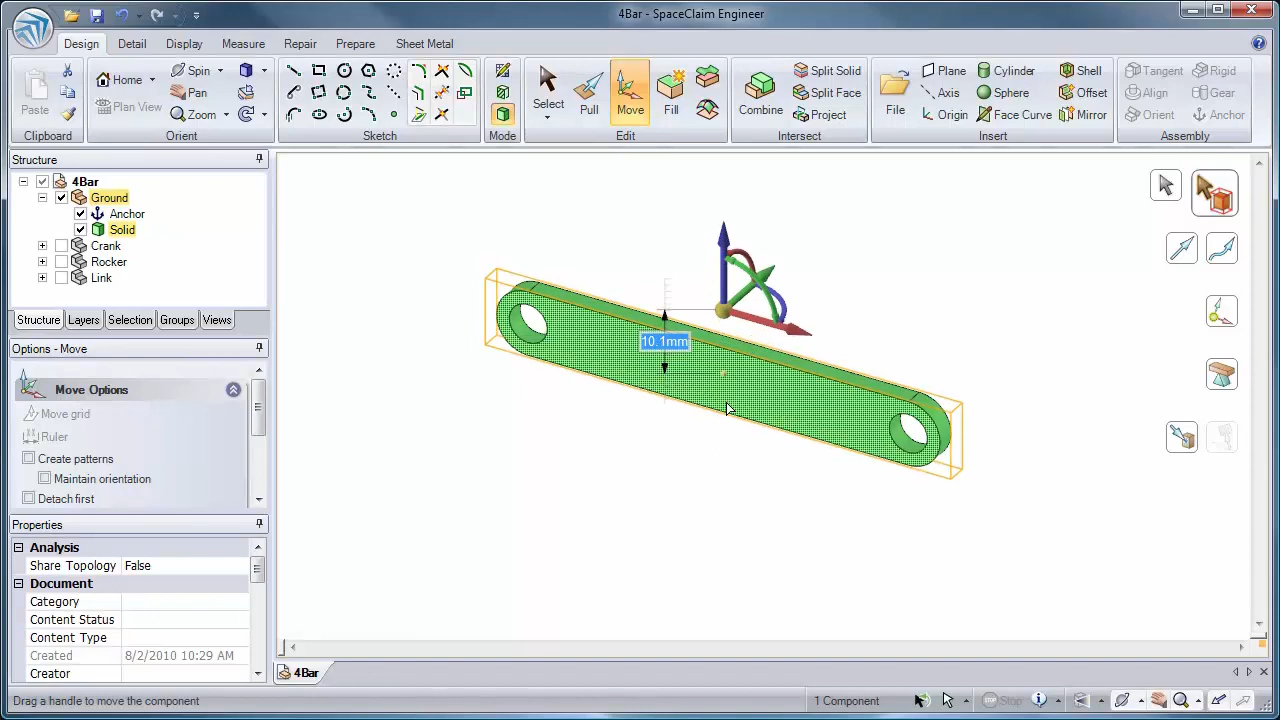 4Bar - SpaceClaim Engineer
Design Detail Display Measure Repair Prepare Sheet Metal
Paste
Clipboard
Home
Plan View
Spin
Pan
Zoom
Orient
Sketch
Mode
Select
Pull
Move
Fill
Edit
Combine
Split Solid
Split Face
Project
Intersect
File
Plane
Axis
Origin
Cylinder
Sphere
Face Curve
Shell
Offset
Mirror
Insert
Tangent
Align
Orient
Rigid
Gear
Anchor
Assembly
Structure
4Bar
Ground
Anchor
Solid
Crank
Rocker
Link
Structure Layers Selection Groups Views
Options - Move
Move Options
Move grid
Ruler
Create patterns
Maintain orientation
Detach first
Properties
Analysis
Share Topology False
Document
Category
Content Status
Content Type
Created 8/2/2010 10:29 AM
Creator
10.1mm
4Bar
Drag a handle to move the component
1 Component
Stop